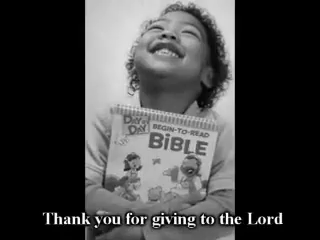 DAY BY DAY
BEGIN-TO-READ
BiBLE
Thank you for giving to the Lord